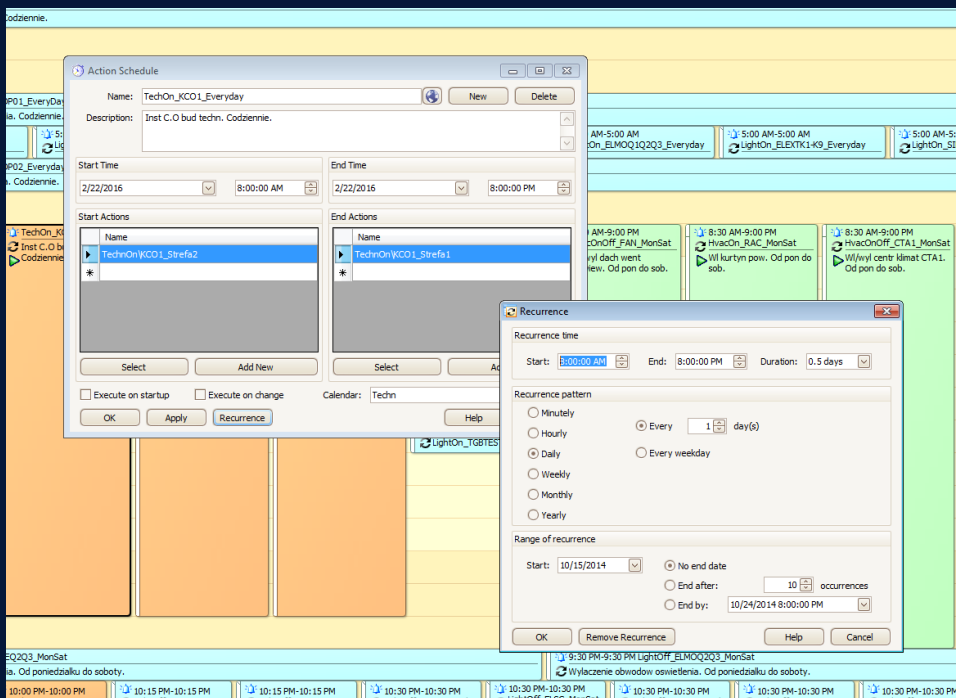 Codziennie.
Action Schedule
Name:
TechOn_KCO1_Everyday
New
Delete
Description:
Inst C.O bud techn. Codziennie.
Start Time
End Time
2/22/2016
8:00:00 AM
2/22/2016
8:00:00 PM
Start Actions
End Actions
Name
Name
TechnOn\KCO1_Strefa2
TechnOn\KCO1_Strefa1
Select
Add New
Select
Execute on startup
Execute on change
Calendar:
Techn
OK
Apply
Recurrence
Help
Codziennie.
AM-5:00 AM
5:00 AM-5:00 AM
LightOn_ELEXTK1-K9_Everyday
5:00 AM-5:
Codziennie.
Inst C.O
Codziennie
AM-9:00 PM
8:30 AM-9:00 PM
HvacOn_RAC_MonSat
Wl kurtyn pow. Od pon do
sob.
8:30 AM-9:00 PM
HvacOnOff_CTA1_MonSat
Wl/wyl centr klimat CTA1.
Od pon do sob.
Recurrence
Recurrence time
Start:
8:00:00 AM
End:
8:00:00 PM
Duration:
0.5 days
Recurrence pattern
Minutely
Hourly
Daily
Weekly
Monthly
Yearly
Every
1
day(s)
Every weekday
Range of recurrence
Start:
10/15/2014
No end date
End after:
10
occurrences
End by:
10/24/2014 8:00:00 PM
OK
Remove Recurrence
Help
Cancel
EQ2Q3_MonSat
Od poniedzialku do soboty.
9:30 PM-9:30 PM LightOff_ELMOQ2Q3_MonSat
Wylaczenie obwodow oswietlenia. Od poniedzialku do soboty.
10:00 PM-10:00 PM
10:15 PM-10:15 PM
10:15 PM-10:15 PM
10:30 PM-10:30 PM
10:30 PM-10:30 PM
10:30 PM-10:30 PM
10:30 PM-10:30 PM
10:30 PM-10:30 PM